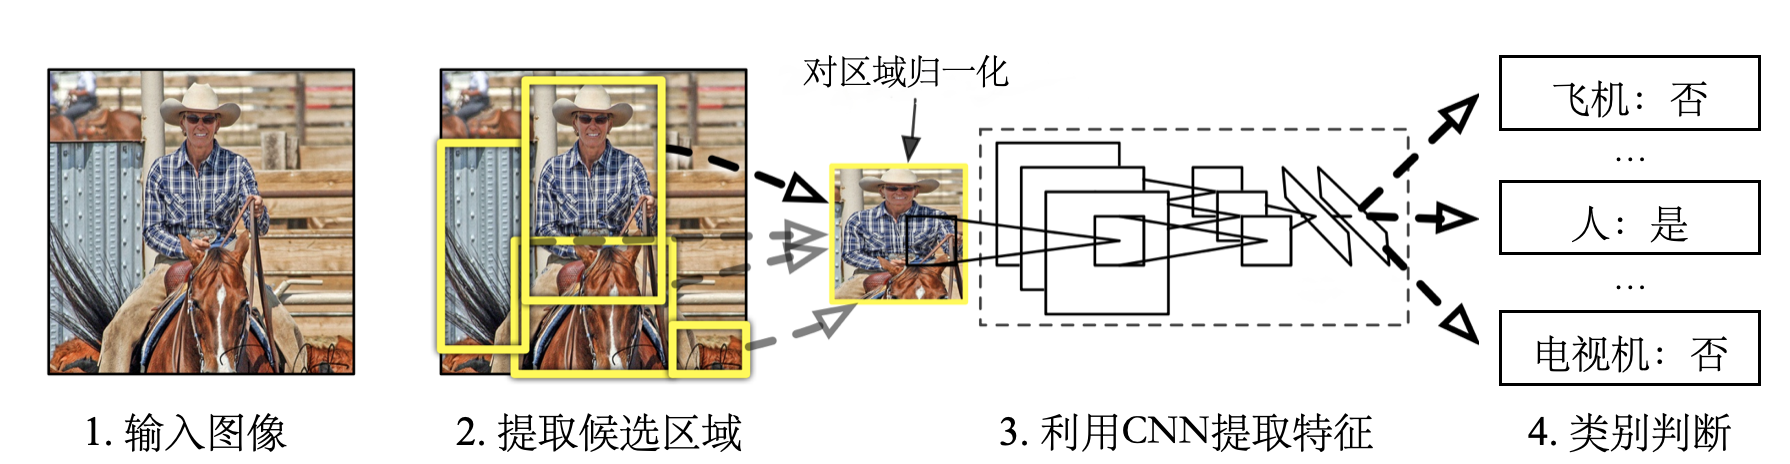 对区域归一化
飞机：否
...
人：是
...
电视机：否
1. 输入图像
2. 提取候选区域
3. 利用CNN提取特征
4. 类别判断